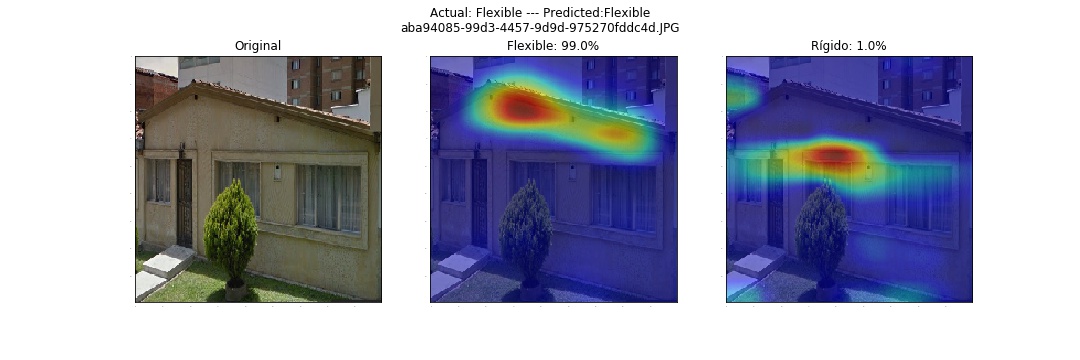 Actual: Flexible --- Predicted:Flexible
aba94085-99d3-4457-9d9d-975270fddc4d.JPG
Original
Flexible: 99.0%
Rígido: 1.0%